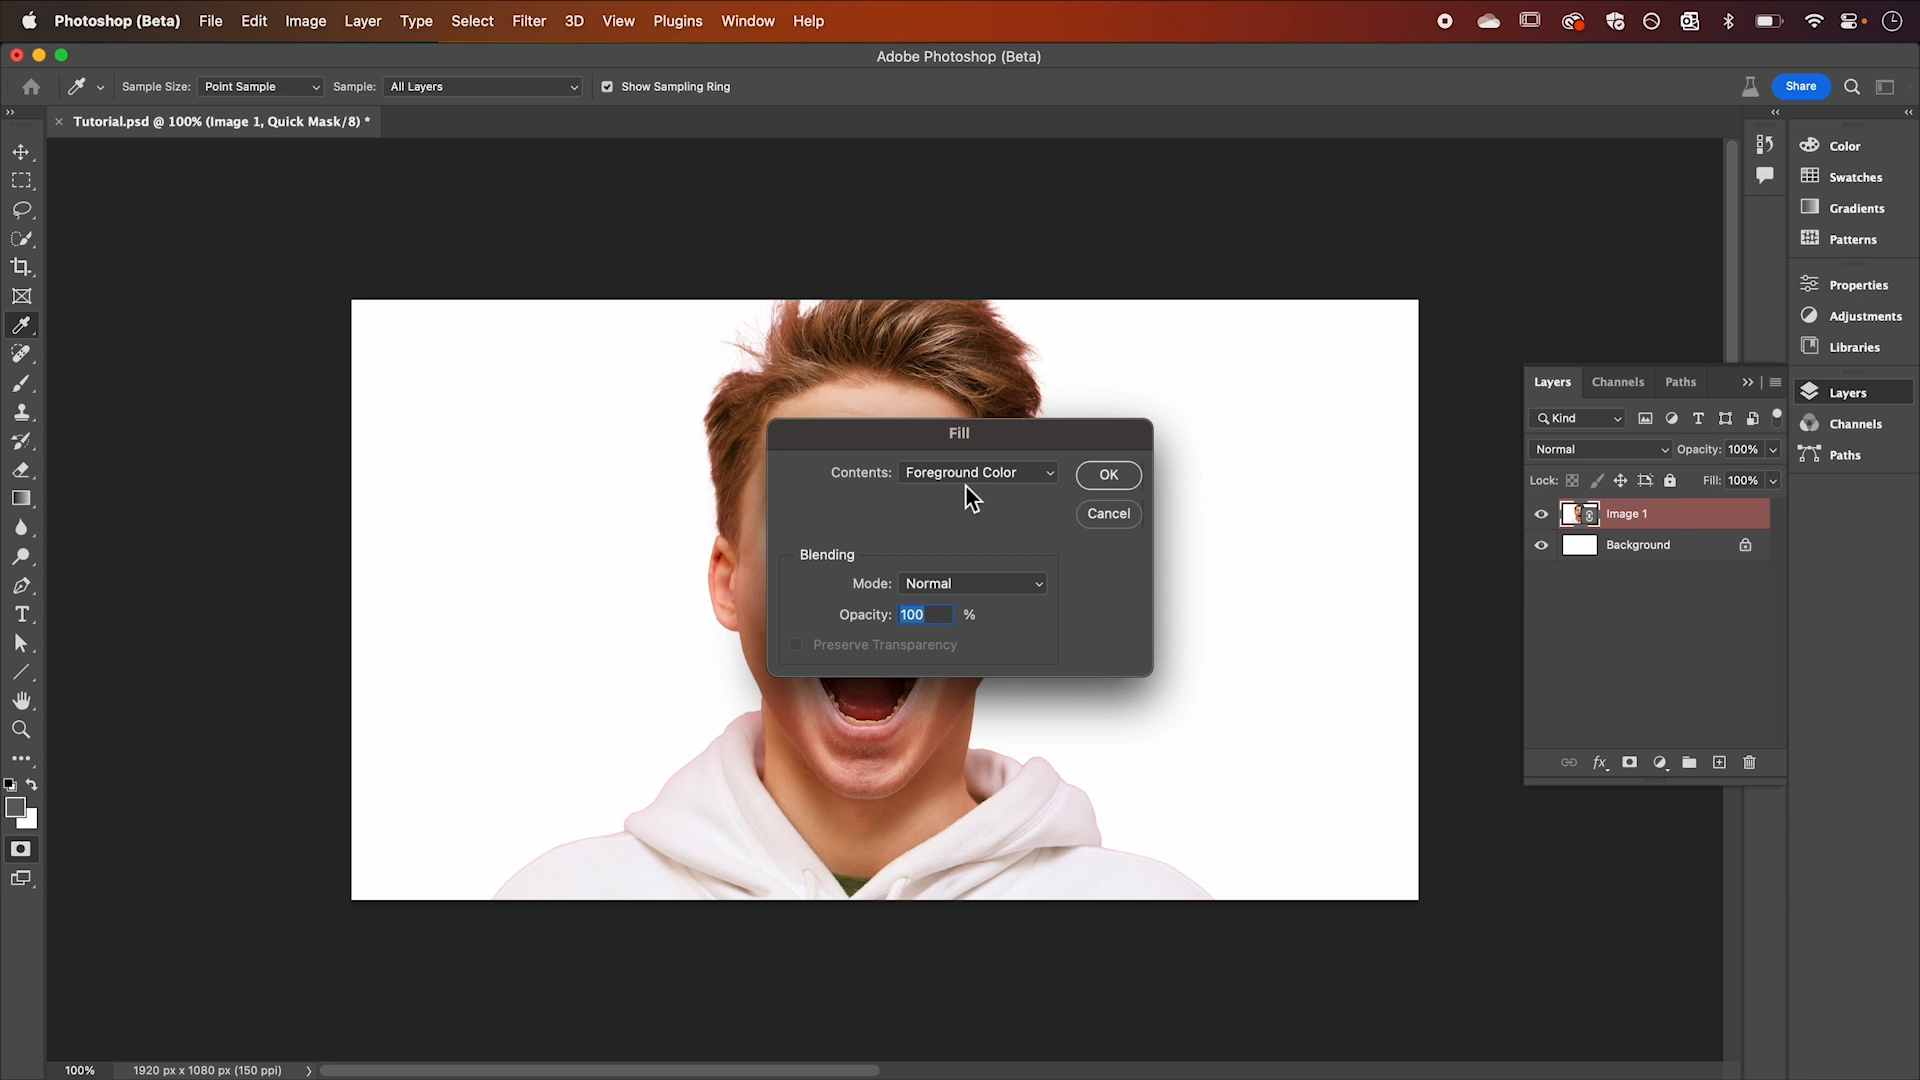 Photoshop (Beta) File Edit Image Layer Type Select Filter 3D View Plugins Window Help
Adobe Photoshop (Beta)
Sample Size: Point Sample Sample: All Layers Show Sampling Ring Share
× Tutorial.psd @ 100% (Image 1, Quick Mask/8) *
Color
Swatches
Gradients
Patterns
Properties
Adjustments
Libraries
Layers
Channels
Paths
Layers Channels Paths
Kind
Normal Opacity: 100%
Lock: Fill: 100%
Image 1
Background
fx
Fill
Contents: Foreground Color OK
Cancel
Blending
Mode: Normal
Opacity: 100 %
Preserve Transparency
100% 1920 px x 1080 px (150 ppi)